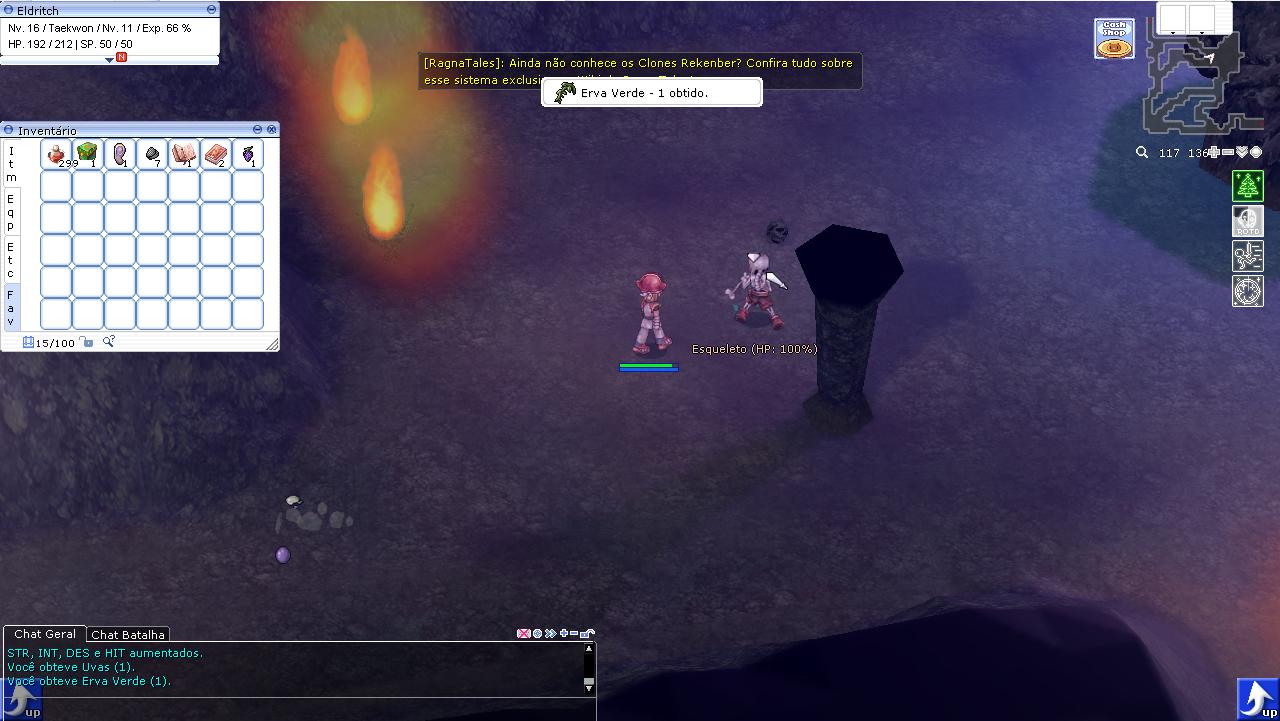 Eldritch
Nv. 16 / Taekwon / Nv. 11 / Exp. 66 %
HP. 192 / 212 | SP. 50 / 50
N
[RagnaTales]: Ainda não conhece os Clones Rekenber? Confira tudo sobre
esse sistema exclusi
Erva Verde - 1 obtido.
Cash
Shop
117 136
ROTD
Inventário
Itm
Eqp
Etc
Fav
299 1 1 7 1 2 1
15/100
Esqueleto (HP: 100%)
Chat Geral
Chat Batalha
STR, INT, DES e HIT aumentados.
Você obteve Uvas (1).
Você obteve Erva Verde (1).
up
up